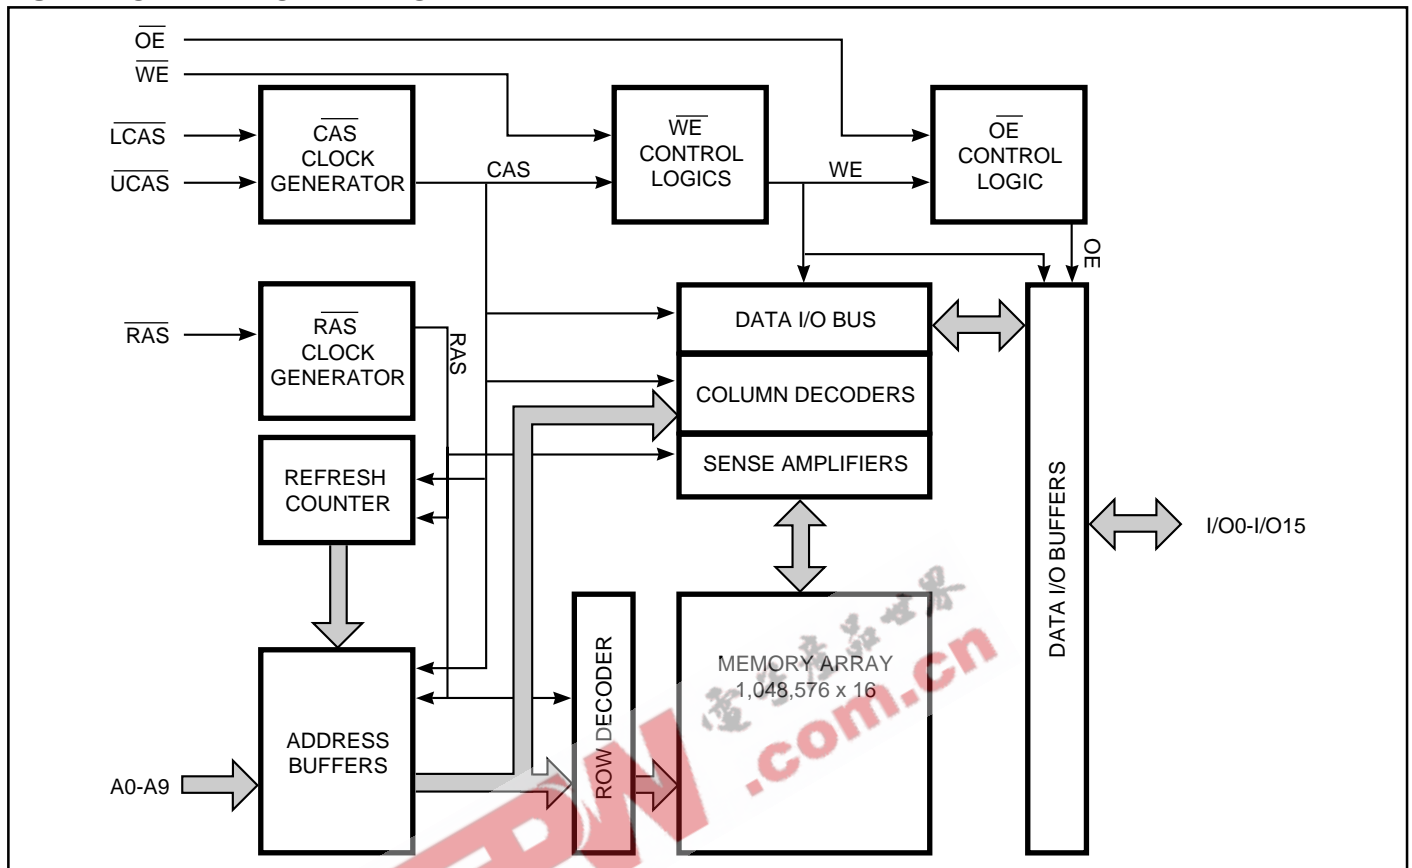 OE
WE
LCAS
UCAS
CAS
CLOCK
GENERATOR
CAS
WE
CONTROL
LOGICS
WE
OE
CONTROL
LOGIC
OE
RAS
RAS
CLOCK
GENERATOR
RAS
DATA I/O BUS
COLUMN DECODERS
SENSE AMPLIFIERS
REFRESH
COUNTER
DATA I/O BUFFERS
I/O0-I/O15
MEMORY ARRAY
1,048,576 x 16
ROW DECODER
ADDRESS
BUFFERS
A0-A9
.com.cn